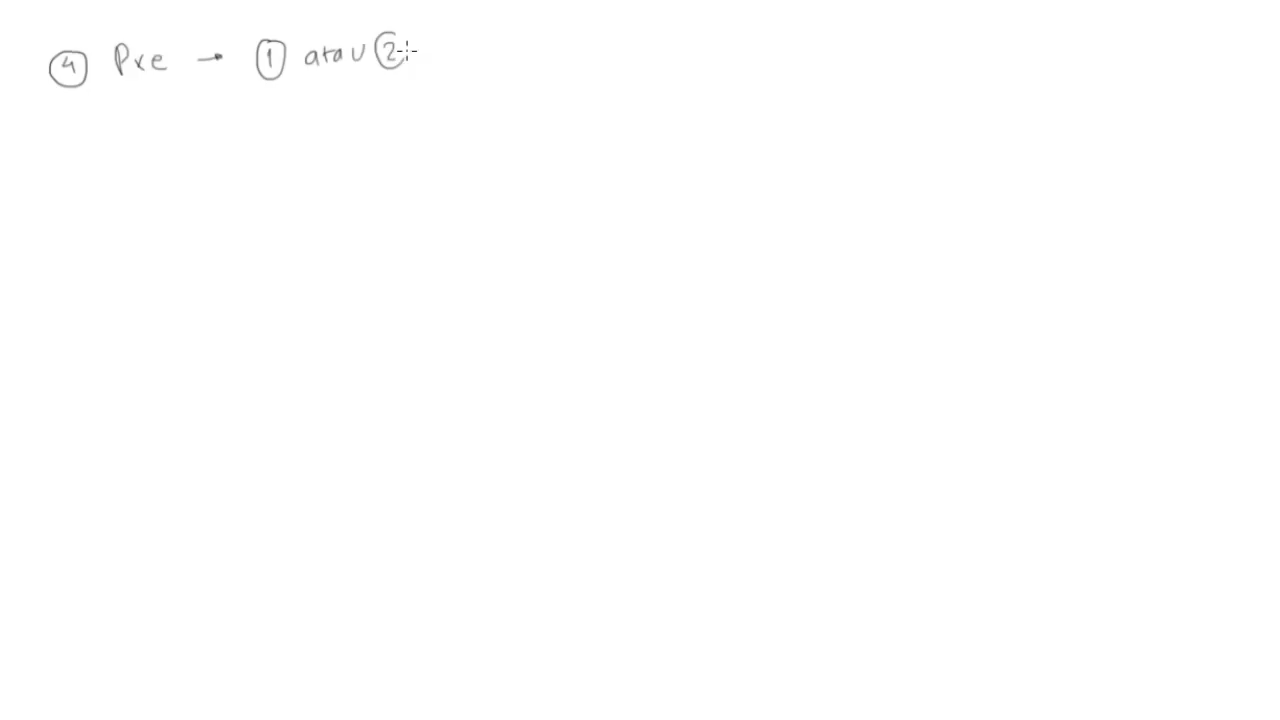 ④ Pre → ① atau ②